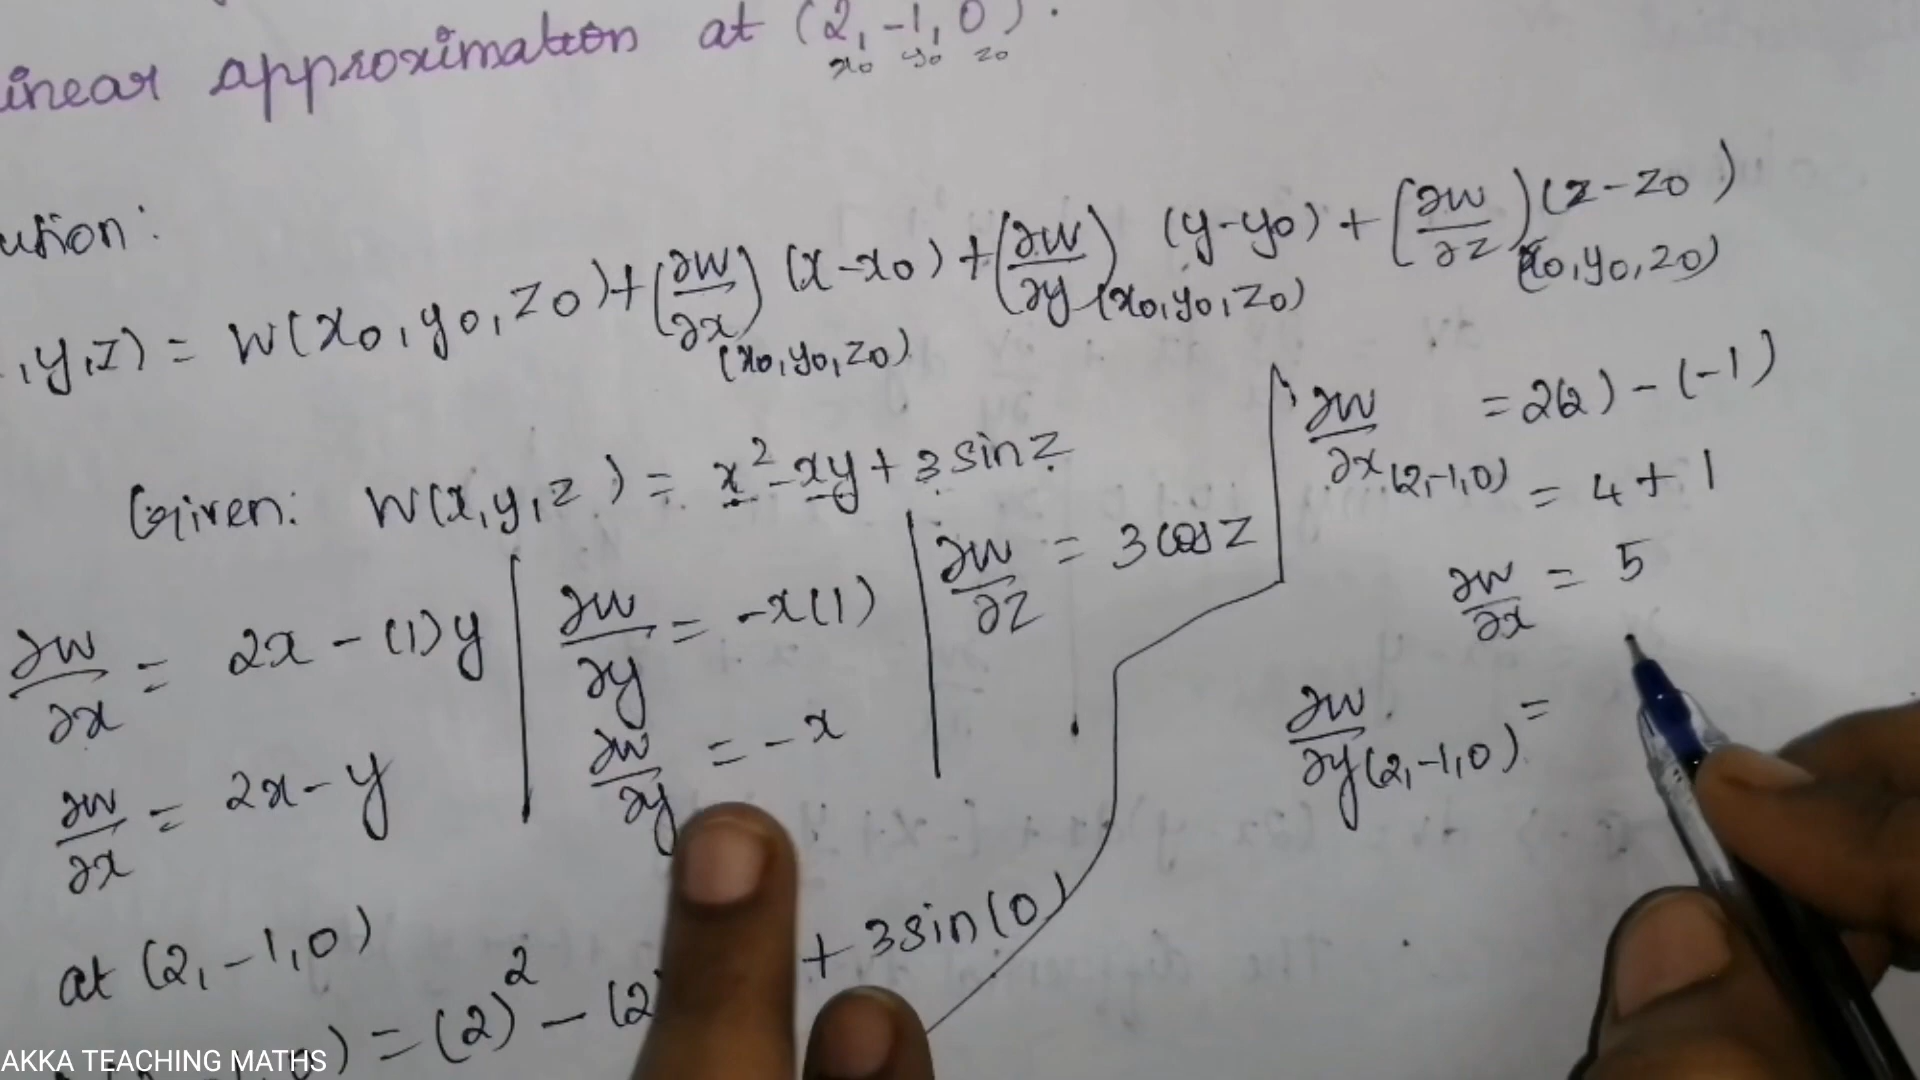 inear approximation at (2, -1, 0).
x₀ y₀ z₀
ution:
, y, z) = W(x₀, y₀, z₀) + (∂w/∂x)(x₀, y₀, z₀) (x - x₀) + (∂w/∂y)(x₀, y₀, z₀) (y - y₀) + (∂w/∂z)(x₀, y₀, z₀) (z - z₀)
Given: W(x, y, z) = x² - xy + 3 sin z
∂w/∂x = 2x - (1)y
∂w/∂x = 2x - y
∂w/∂y = -x(1)
∂w/∂y = -x
∂w/∂z = 3 cos z
∂w/∂x (2, -1, 0) = 2(2) - (-1)
= 4 + 1
∂w/∂x = 5
∂w/∂y (2, -1, 0) =
at (2, -1, 0)
0) = (2)² - (2 + 3 sin(0)
AKKA TEACHING MATHS